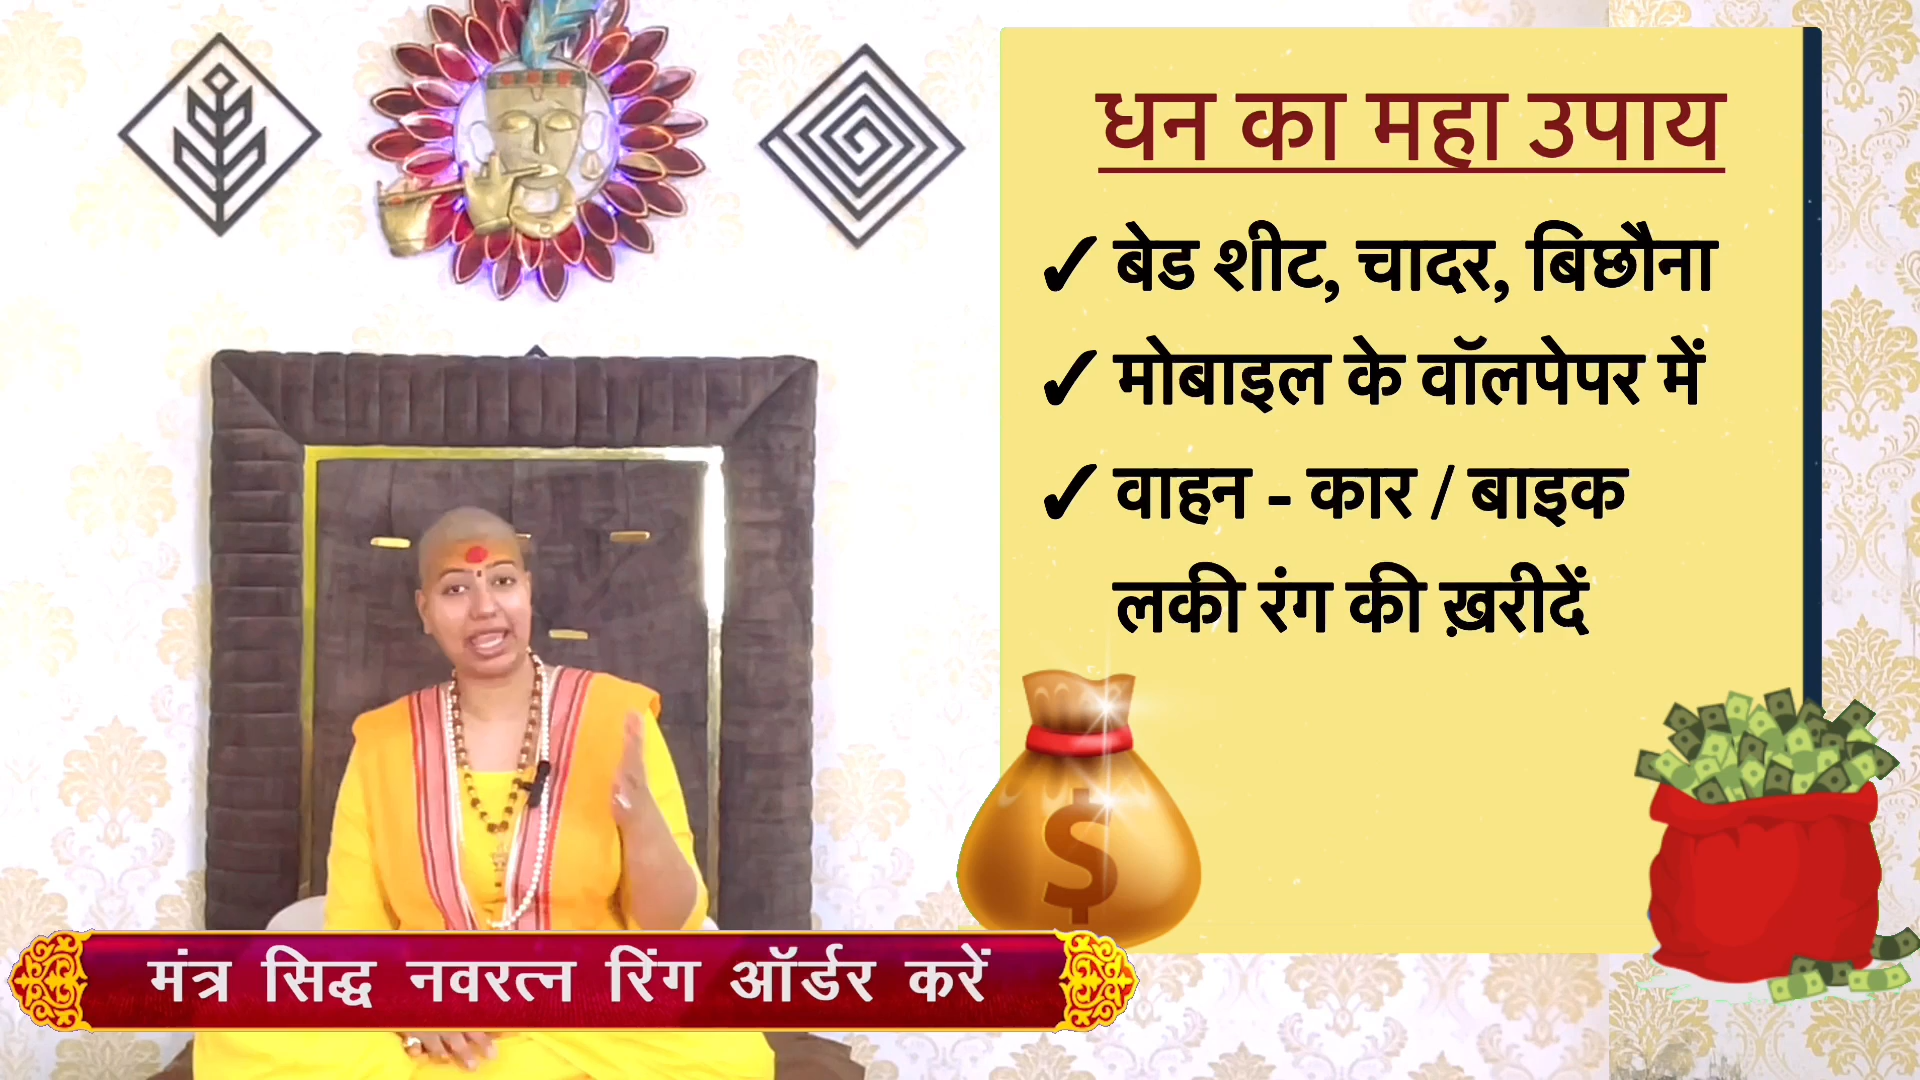 धन का महा उपाय
✓ बेड शीट, चादर, बिछौना
✓ मोबाइल के वॉलपेपर में
✓ वाहन - कार / बाइक
लकी रंग की ख़रीदें
$
मंत्र सिद्ध नवरत्न रिंग ऑर्डर करें